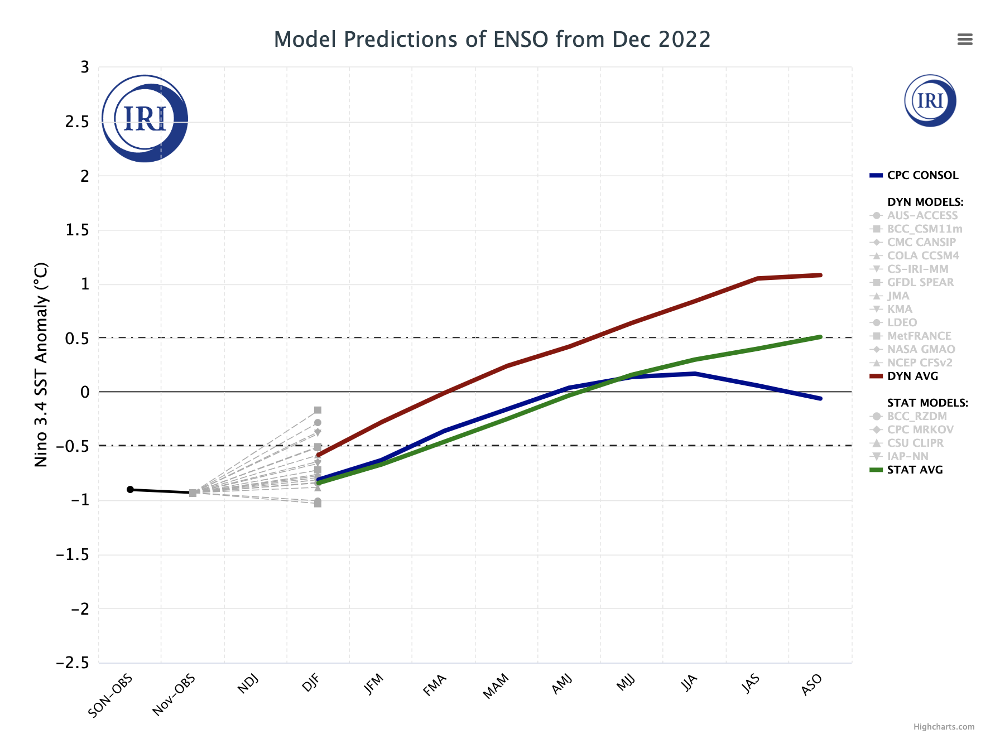 Model Predictions of ENSO from Dec 2022
3
2.5
2
1.5
1
0.5
0
−0.5
−1
−1.5
−2
−2.5
Nino 3.4 SST Anomaly (°C)
IRI
IRI
SON-OBS
Nov-OBS
NDJ
DJF
JFM
FMA
MAM
AMJ
MJJ
JJA
JAS
ASO
CPC CONSOL
DYN MODELS:
AUS-ACCESS
BCC_CSM11m
CMC CANSIP
COLA CCSM4
CS-IRI-MM
GFDL SPEAR
JMA
KMA
LDEO
MetFRANCE
NASA GMAO
NCEP CFSv2
DYN AVG
STAT MODELS:
BCC_RZDM
CPC MRKOV
CSU CLIPR
IAP-NN
STAT AVG
Highcharts.com